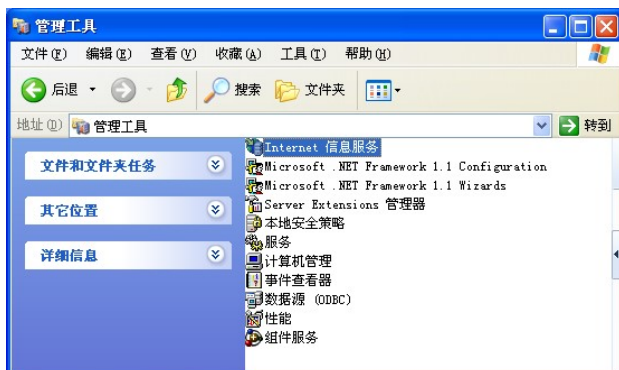 管理工具
文件(F) 编辑(E) 查看(V) 收藏(A) 工具(T) 帮助(H)
后退 搜索 文件夹
地址(D) 管理工具 转到
文件和文件夹任务
其它位置
详细信息
Internet 信息服务
Microsoft .NET Framework 1.1 Configuration
Microsoft .NET Framework 1.1 Wizards
Server Extensions 管理器
本地安全策略
服务
计算机管理
事件查看器
数据源 (ODBC)
性能
组件服务